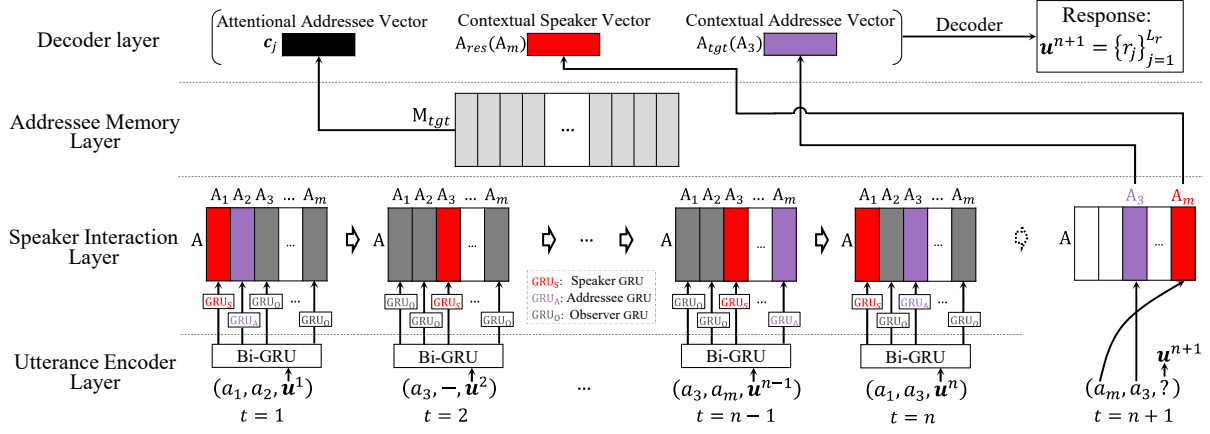 Decoder layer
Attentional Addressee Vector
c_j
Contextual Speaker Vector
A_res(A_m)
Contextual Addressee Vector
A_tgt(A_3)
Decoder
Response:
u^{n+1} = {r_j}_{j=1}^{L_r}
Addressee Memory
Layer
M_tgt
...
Speaker Interaction
Layer
A_1 A_2 A_3 ... A_m
A
...
A_1 A_2 A_3 ... A_m
A
...
...
A_1 A_2 A_3 ... A_m
A
...
A_1 A_2 A_3 ... A_m
A
...
A_3 A_m
A
...
GRU_S GRU_A GRU_O ... GRU_O
GRU_O GRU_O GRU_S ... GRU_O
GRU_S: Speaker GRU
GRU_A: Addressee GRU
GRU_O: Observer GRU
GRU_O GRU_O GRU_S ... GRU_A
GRU_S GRU_O GRU_A ... GRU_O
Utterance Encoder
Layer
Bi-GRU
Bi-GRU
Bi-GRU
Bi-GRU
u^{n+1}
(a_1, a_2, u^1)
(a_3, −, u^2)
...
(a_3, a_m, u^{n−1})
(a_1, a_3, u^n)
(a_m, a_3, ?)
t = 1
t = 2
t = n − 1
t = n
t = n + 1